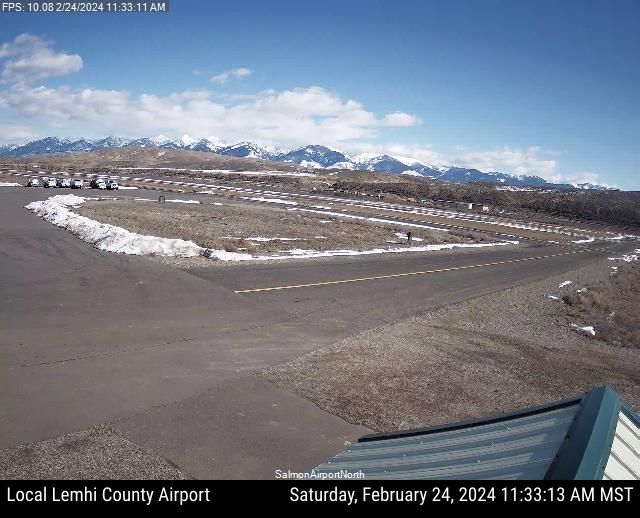 FPS: 10.08 2/24/2024 11:33:11 AM
SalmonAirportNorth
Local Lemhi County Airport Saturday, February 24, 2024 11:33:13 AM MST